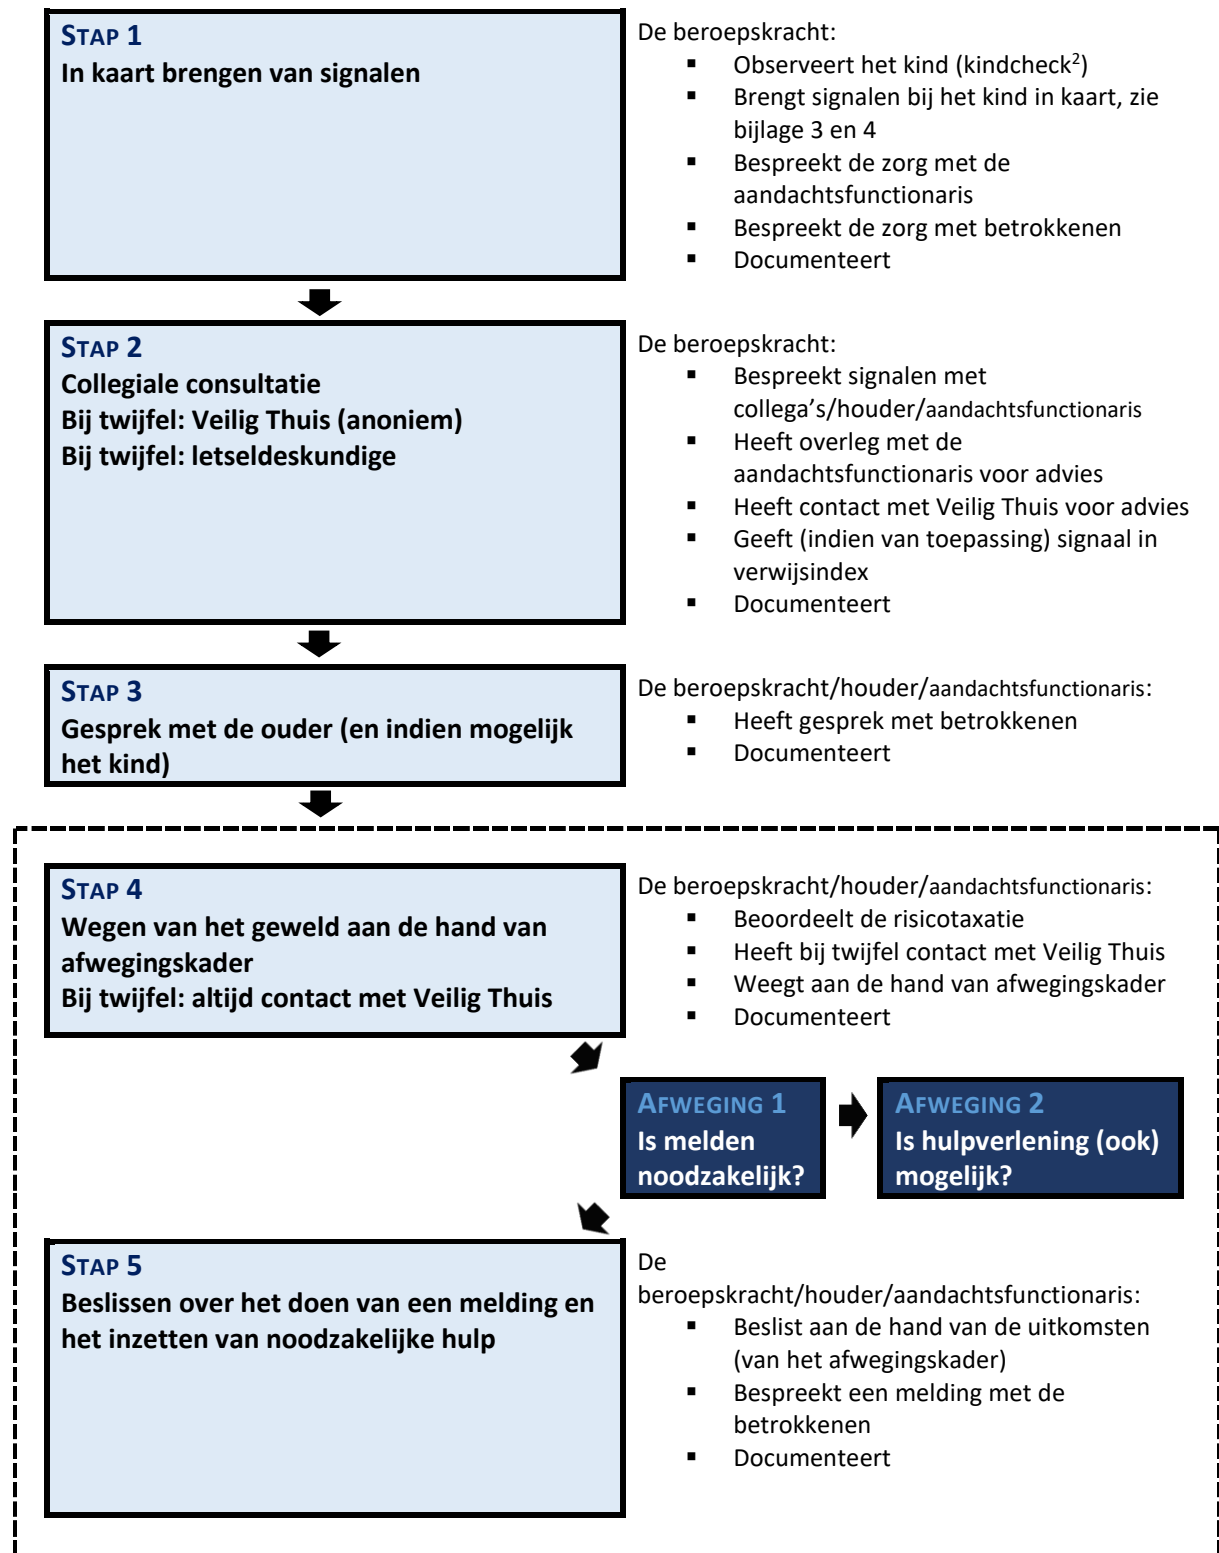 STAP 1
In kaart brengen van signalen
De beroepskracht:
▪ Observeert het kind (kindcheck²)
▪ Brengt signalen bij het kind in kaart, zie
bijlage 3 en 4
▪ Bespreekt de zorg met de
aandachtsfunctionaris
▪ Bespreekt de zorg met betrokkenen
▪ Documenteert
STAP 2
Collegiale consultatie
Bij twijfel: Veilig Thuis (anoniem)
Bij twijfel: letseldeskundige
De beroepskracht:
▪ Bespreekt signalen met
collega’s/houder/aandachtsfunctionaris
▪ Heeft overleg met de
aandachtsfunctionaris voor advies
▪ Heeft contact met Veilig Thuis voor advies
▪ Geeft (indien van toepassing) signaal in
verwijsindex
▪ Documenteert
STAP 3
Gesprek met de ouder (en indien mogelijk
het kind)
De beroepskracht/houder/aandachtsfunctionaris:
▪ Heeft gesprek met betrokkenen
▪ Documenteert
STAP 4
Wegen van het geweld aan de hand van
afwegingskader
Bij twijfel: altijd contact met Veilig Thuis
De beroepskracht/houder/aandachtsfunctionaris:
▪ Beoordeelt de risicotaxatie
▪ Heeft bij twijfel contact met Veilig Thuis
▪ Weegt aan de hand van afwegingskader
▪ Documenteert
AFWEGING 1
Is melden
noodzakelijk?
AFWEGING 2
Is hulpverlening (ook)
mogelijk?
STAP 5
Beslissen over het doen van een melding en
het inzetten van noodzakelijke hulp
De
beroepskracht/houder/aandachtsfunctionaris:
▪ Beslist aan de hand van de uitkomsten
(van het afwegingskader)
▪ Bespreekt een melding met de
betrokkenen
▪ Documenteert